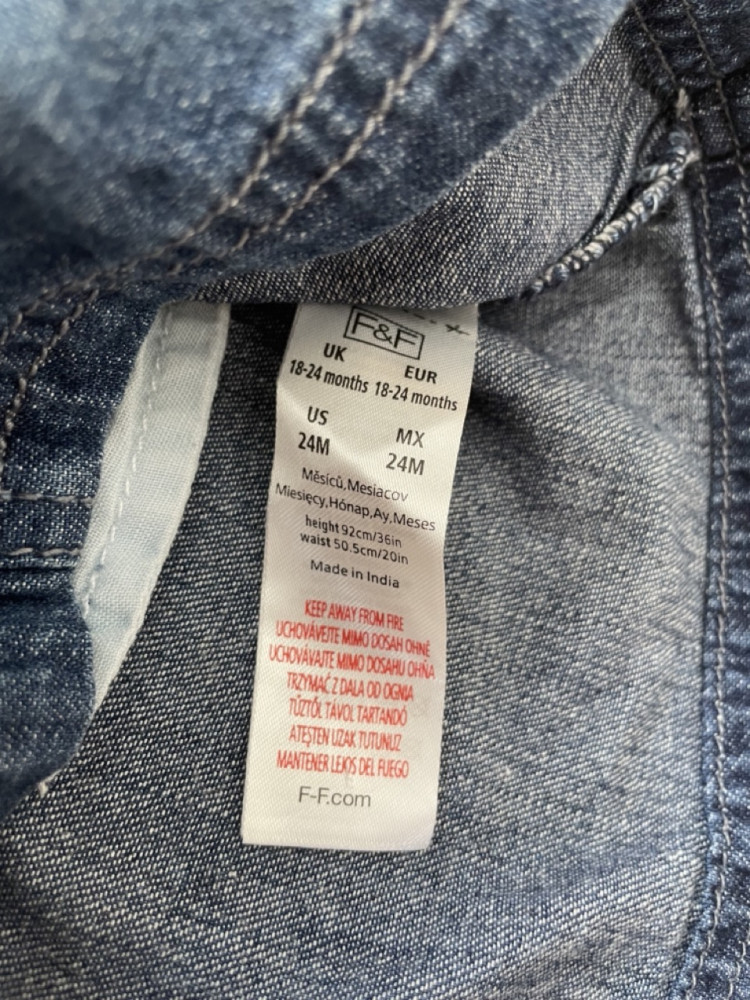 F&F
UK EUR
18-24 months 18-24 months
US MX
24M 24M
Měsíců,Mesiacov
Miesięcy,Hónap,Ay,Meses
height 92cm/36in
waist 50.5cm/20in
Made in India
KEEP AWAY FROM FIRE
UCHOVÁVEJTE MIMO DOSAH OHNĚ
UCHOVÁVAJTE MIMO DOSAHU OHŇA
TRZYMAĆ Z DALA OD OGNIA
TŰZTŐL TÁVOL TARTANDÓ
ATEŞTEN UZAK TUTUNUZ
MANTENER LEJOS DEL FUEGO
F-F.com